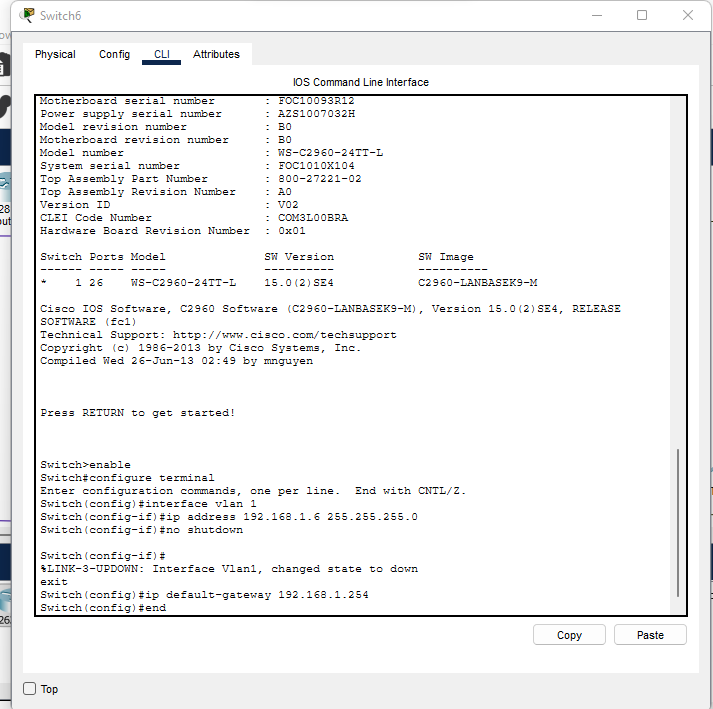 Switch6
Physical Config CLI Attributes
IOS Command Line Interface
Motherboard serial number : FOC10093R12
Power supply serial number : AZS1007032H
Model revision number : B0
Motherboard revision number : B0
Model number : WS-C2960-24TT-L
System serial number : FOC1010X104
Top Assembly Part Number : 800-27221-02
Top Assembly Revision Number : A0
Version ID : V02
CLEI Code Number : COM3L00BRA
Hardware Board Revision Number : 0x01
Switch Ports Model SW Version SW Image
------ ----- ----- ---------- ----------
* 1 26 WS-C2960-24TT-L 15.0(2)SE4 C2960-LANBASEK9-M
Cisco IOS Software, C2960 Software (C2960-LANBASEK9-M), Version 15.0(2)SE4, RELEASE
SOFTWARE (fc1)
Technical Support: http://www.cisco.com/techsupport
Copyright (c) 1986-2013 by Cisco Systems, Inc.
Compiled Wed 26-Jun-13 02:49 by mnguyen
Press RETURN to get started!
Switch>enable
Switch#configure terminal
Enter configuration commands, one per line. End with CNTL/Z.
Switch(config)#interface vlan 1
Switch(config-if)#ip address 192.168.1.6 255.255.255.0
Switch(config-if)#no shutdown
Switch(config-if)#
%LINK-3-UPDOWN: Interface Vlan1, changed state to down
exit
Switch(config)#ip default-gateway 192.168.1.254
Switch(config)#end
Copy Paste
Top